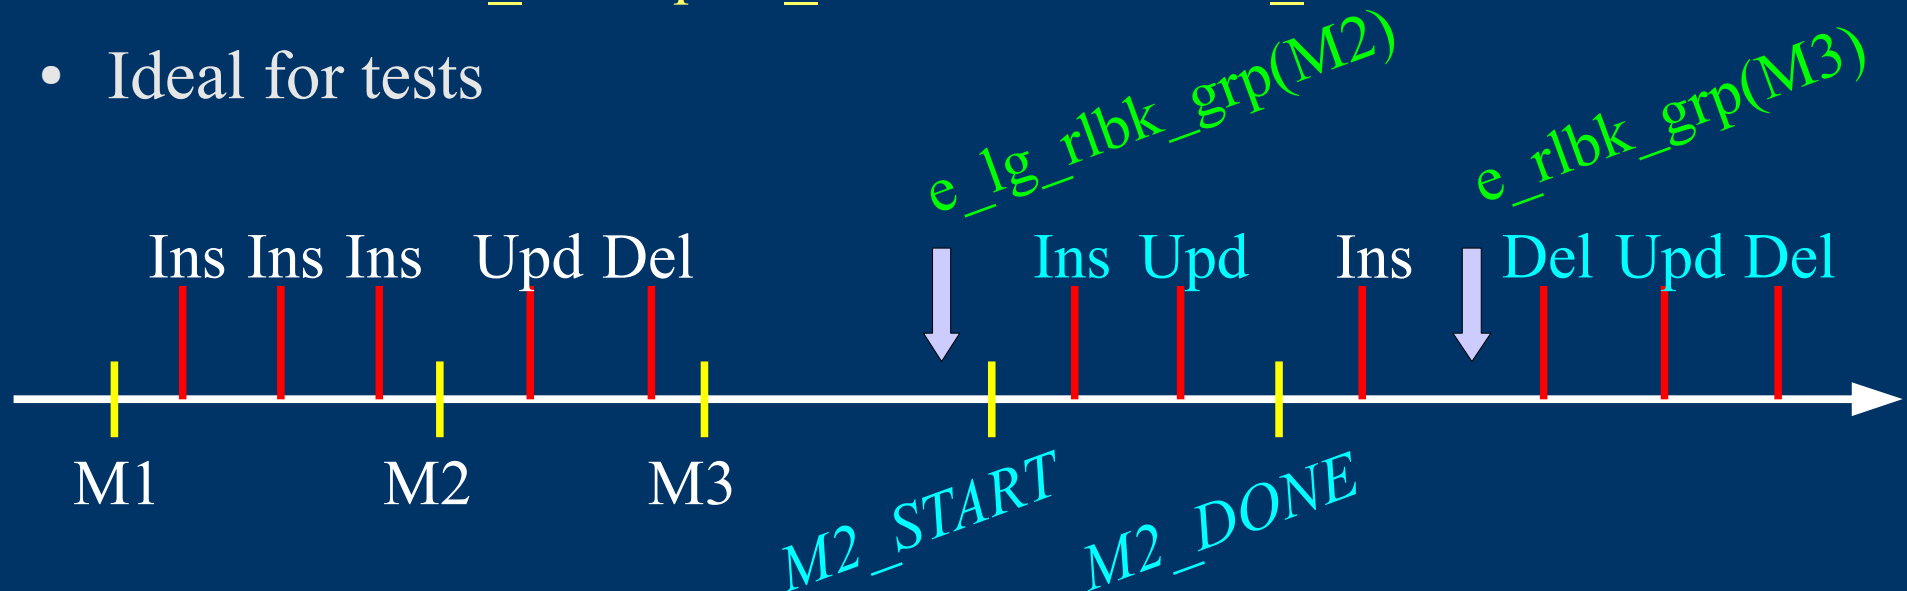 • Ideal for tests
e_lg_rlbk_grp(M2)
e_rlbk_grp(M3)
Ins Ins Ins Upd Del Ins Upd Ins Del Upd Del
M1 M2 M3 M2_START M2_DONE